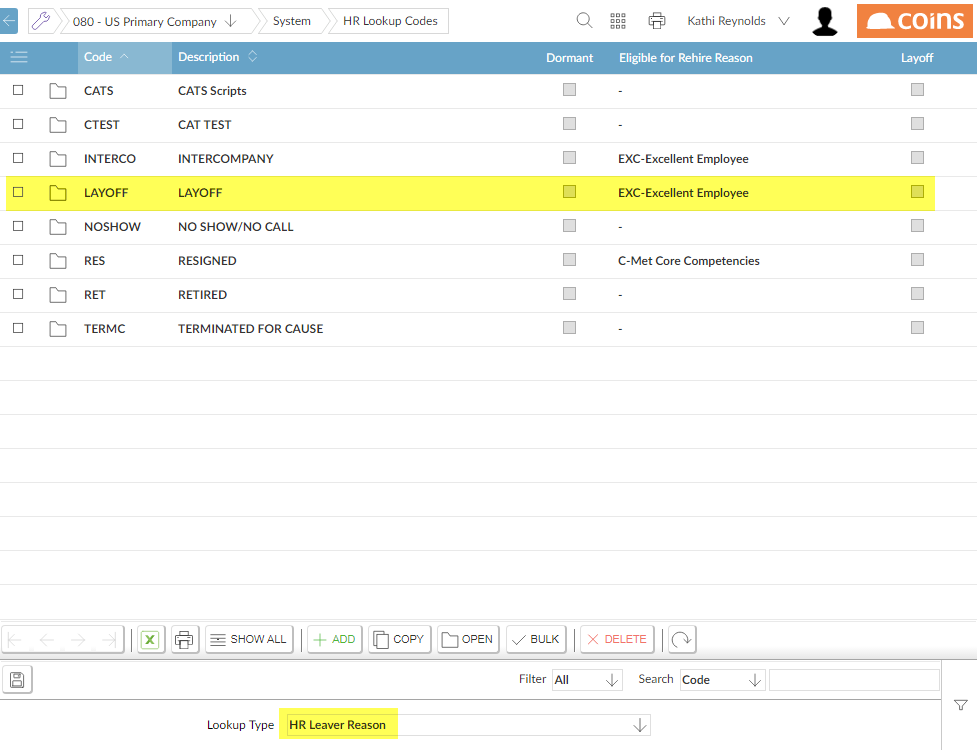 080 - US Primary Company System HR Lookup Codes Kathi Reynolds coins
Code Description Dormant Eligible for Rehire Reason Layoff
CATS CATS Scripts -
CTEST CAT TEST -
INTERCO INTERCOMPANY EXC-Excellent Employee
LAYOFF LAYOFF EXC-Excellent Employee
NOSHOW NO SHOW/NO CALL -
RES RESIGNED C-Met Core Competencies
RET RETIRED -
TERMC TERMINATED FOR CAUSE -
X SHOW ALL ADD COPY OPEN BULK DELETE
Filter All Search Code
Lookup Type HR Leaver Reason